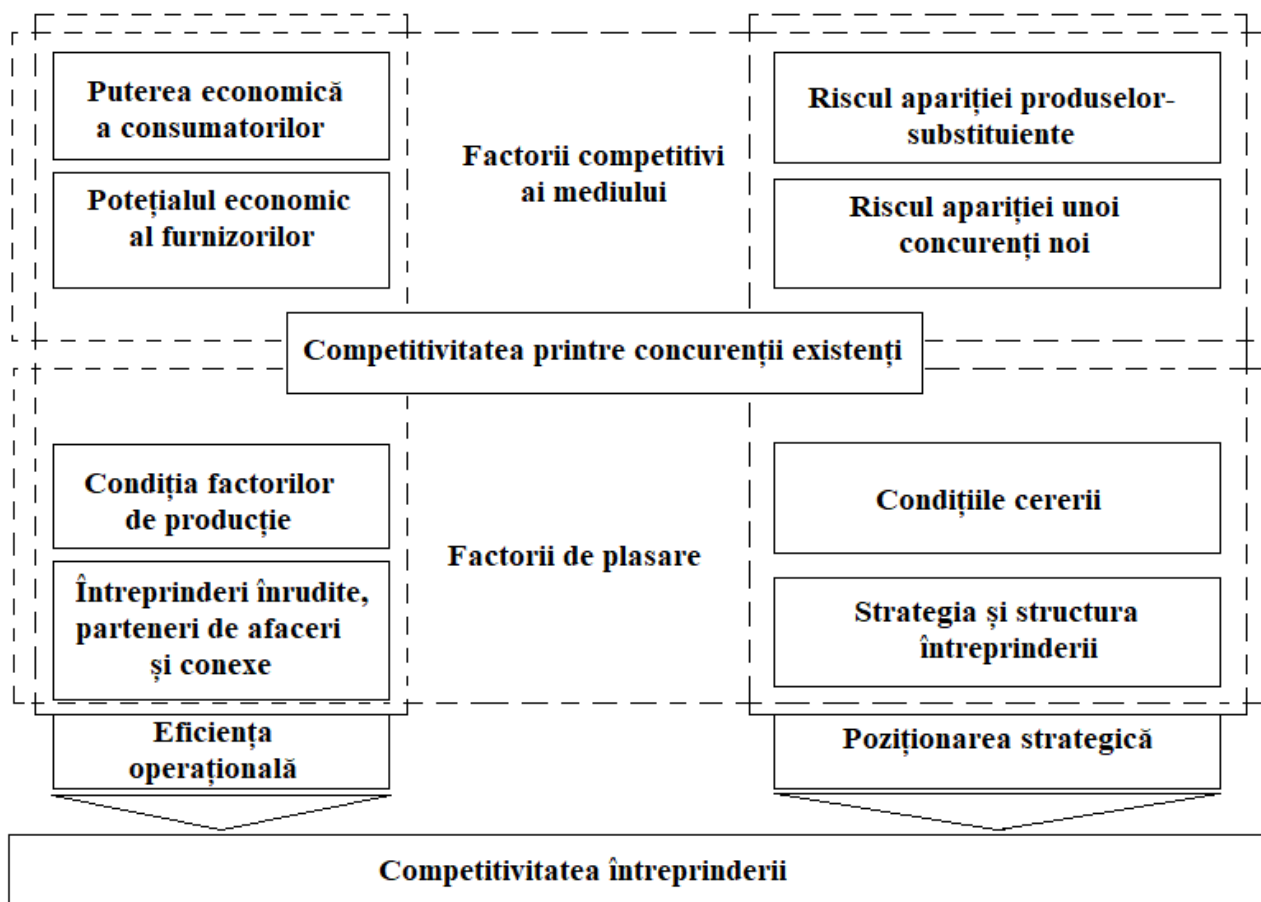 Puterea economică
a consumatorilor
Factorii competitivi
ai mediului
Riscul apariției produselor-
substituiente
Potețialul economic
al furnizorilor
Riscul apariției unoi
concurenți noi
Competitivitatea printre concurenții existenți
Condiția factorilor
de producție
Factorii de plasare
Condițiile cererii
Întreprinderi înrudite,
parteneri de afaceri
și conexe
Strategia și structura
întreprinderii
Eficiența
operațională
Poziționarea strategică
Competitivitatea întreprinderii